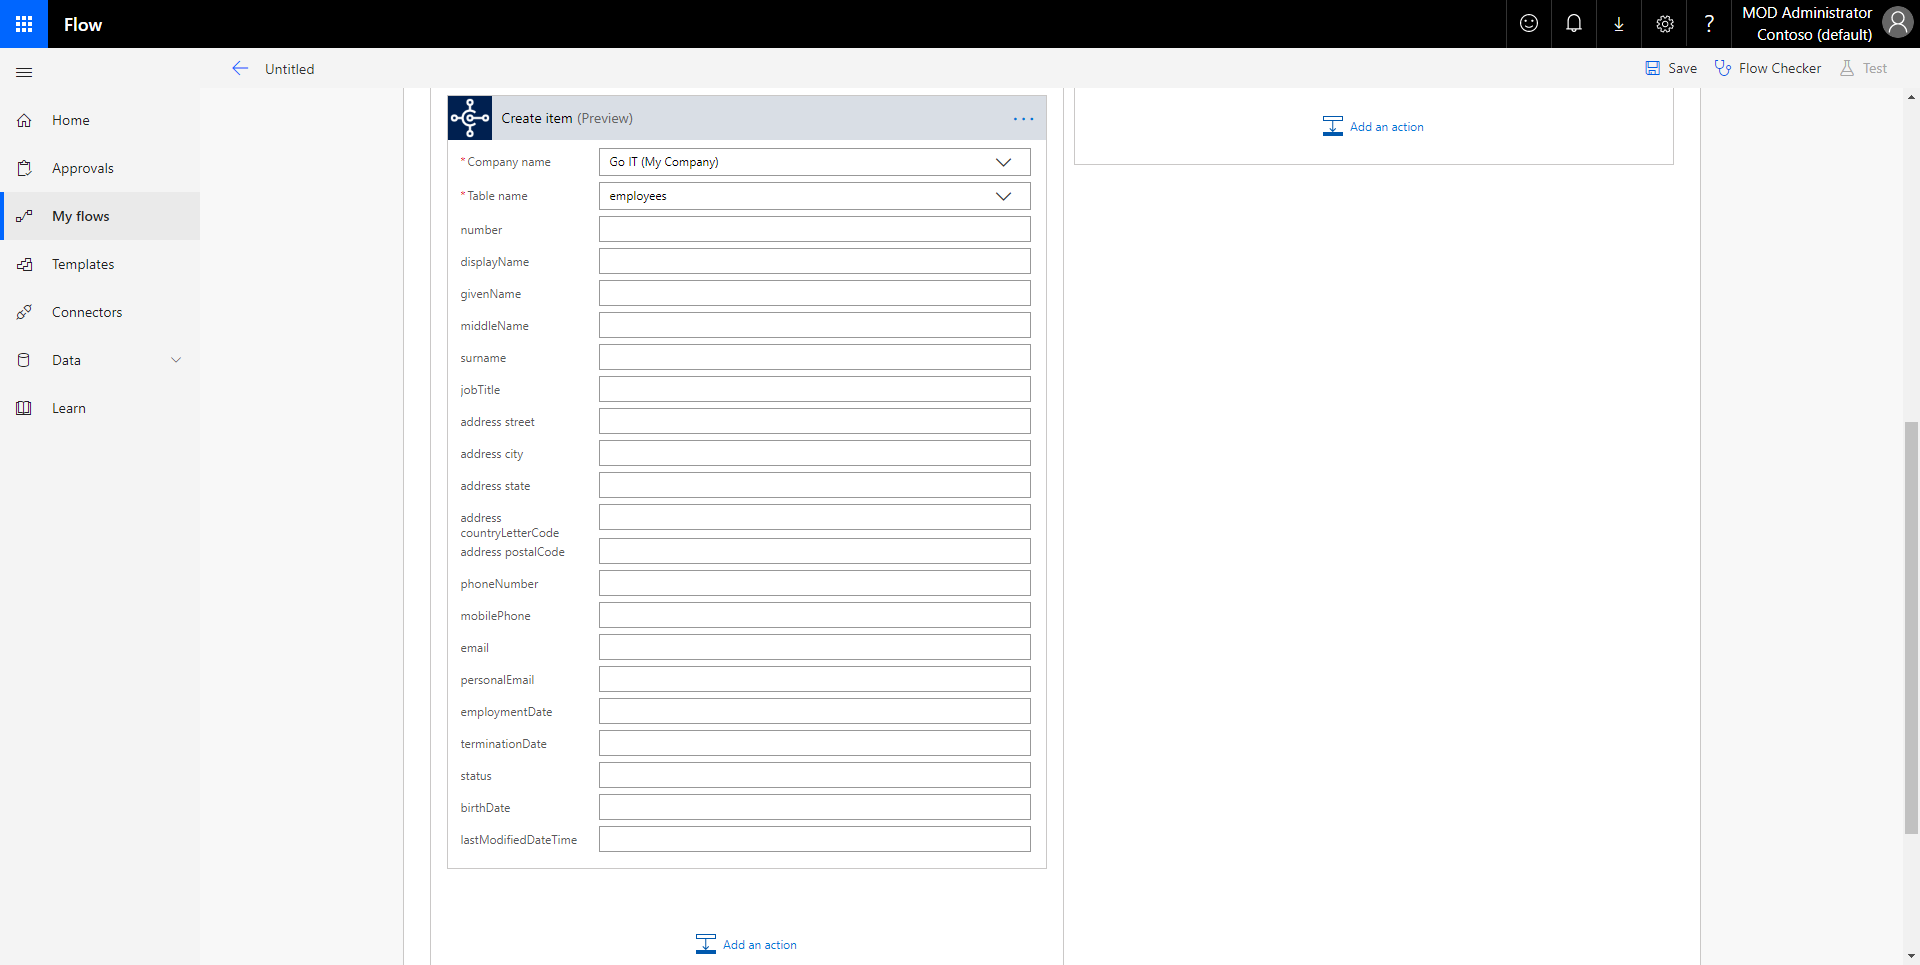 Flow
MOD Administrator
Contoso (default)
Untitled
Save
Flow Checker
Test
Home
Approvals
My flows
Templates
Connectors
Data
Learn
Create item (Preview)
...
*Company name
Go IT (My Company)
*Table name
employees
number
displayName
givenName
middleName
surname
jobTitle
address street
address city
address state
address
countryLetterCode
address postalCode
phoneNumber
mobilePhone
email
personalEmail
employmentDate
terminationDate
status
birthDate
lastModifiedDateTime
Add an action
Add an action